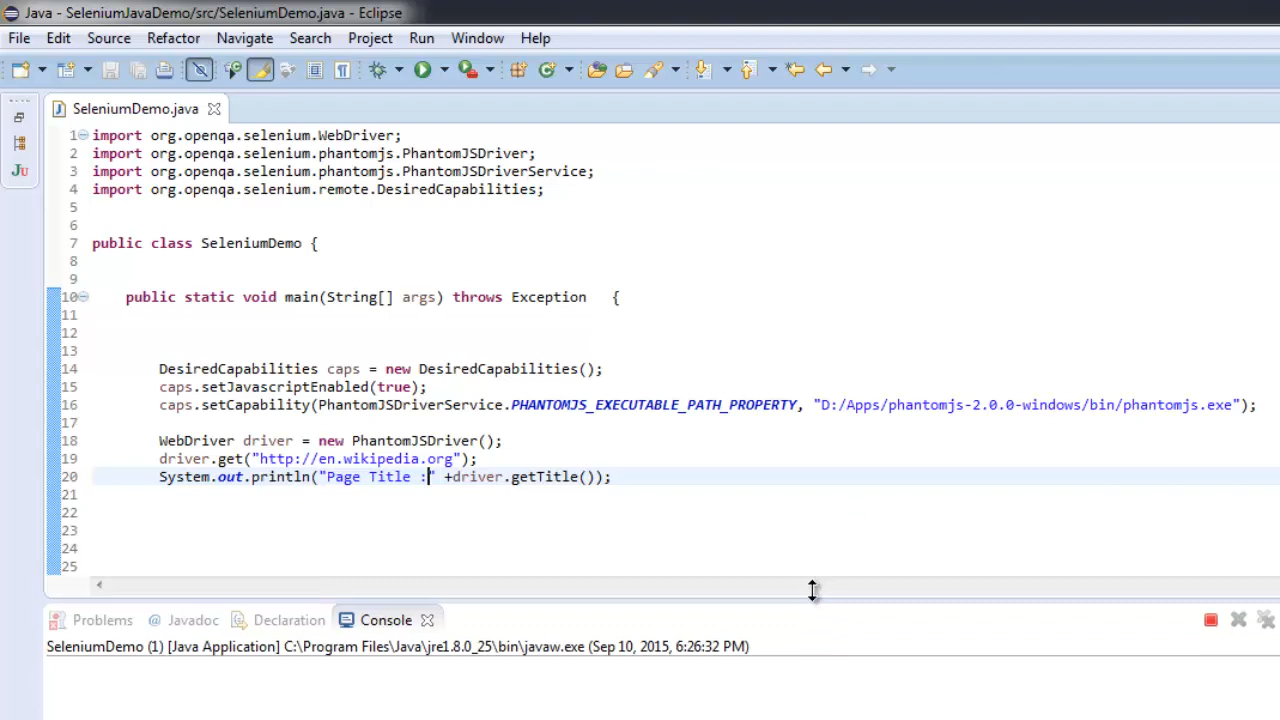 Java - SeleniumJavaDemo/src/SeleniumDemo.java - Eclipse
File Edit Source Refactor Navigate Search Project Run Window Help
SeleniumDemo.java
1 import org.openqa.selenium.WebDriver;
2 import org.openqa.selenium.phantomjs.PhantomJSDriver;
3 import org.openqa.selenium.phantomjs.PhantomJSDriverService;
4 import org.openqa.selenium.remote.DesiredCapabilities;
5
6
7 public class SeleniumDemo {
8
9
10 public static void main(String[] args) throws Exception {
11
12
13
14 DesiredCapabilities caps = new DesiredCapabilities();
15 caps.setJavascriptEnabled(true);
16 caps.setCapability(PhantomJSDriverService.PHANTOMJS_EXECUTABLE_PATH_PROPERTY, "D:/Apps/phantomjs-2.0.0-windows/bin/phantomjs.exe");
17
18 WebDriver driver = new PhantomJSDriver();
19 driver.get("http://en.wikipedia.org");
20 System.out.println("Page Title :" +driver.getTitle());
21
22
23
24
25
Problems @ Javadoc Declaration Console
SeleniumDemo (1) [Java Application] C:\Program Files\Java\jre1.8.0_25\bin\javaw.exe (Sep 10, 2015, 6:26:32 PM)